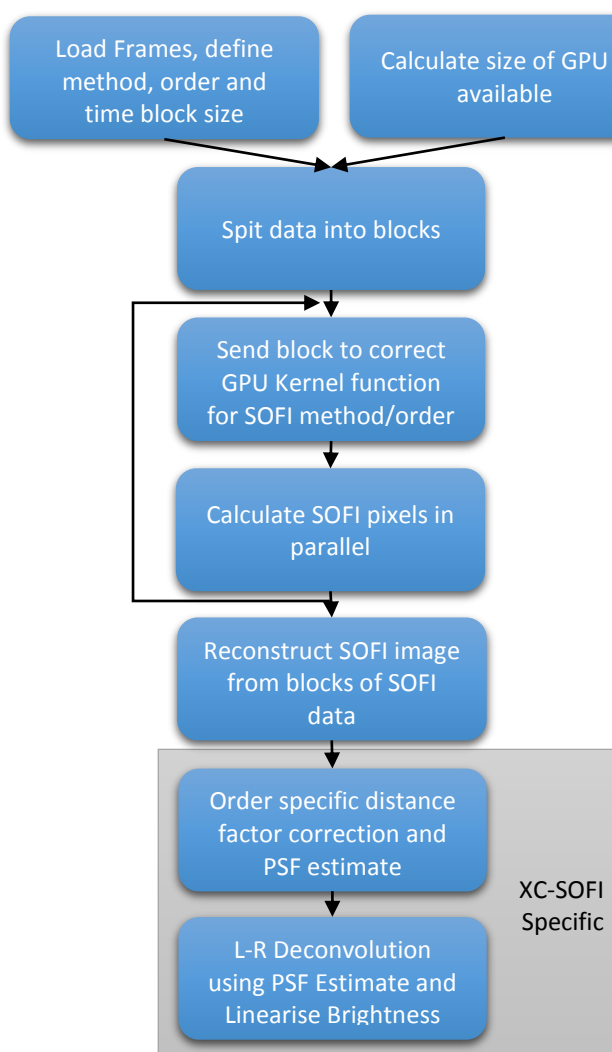 Load Frames, define
method, order and
time block size
Calculate size of GPU
available
Spit data into blocks
Send block to correct
GPU Kernel function
for SOFI method/order
Calculate SOFI pixels in
parallel
Reconstruct SOFI image
from blocks of SOFI
data
Order specific distance
factor correction and
PSF estimate
XC-SOFI
Specific
L-R Deconvolution
using PSF Estimate and
Linearise Brightness